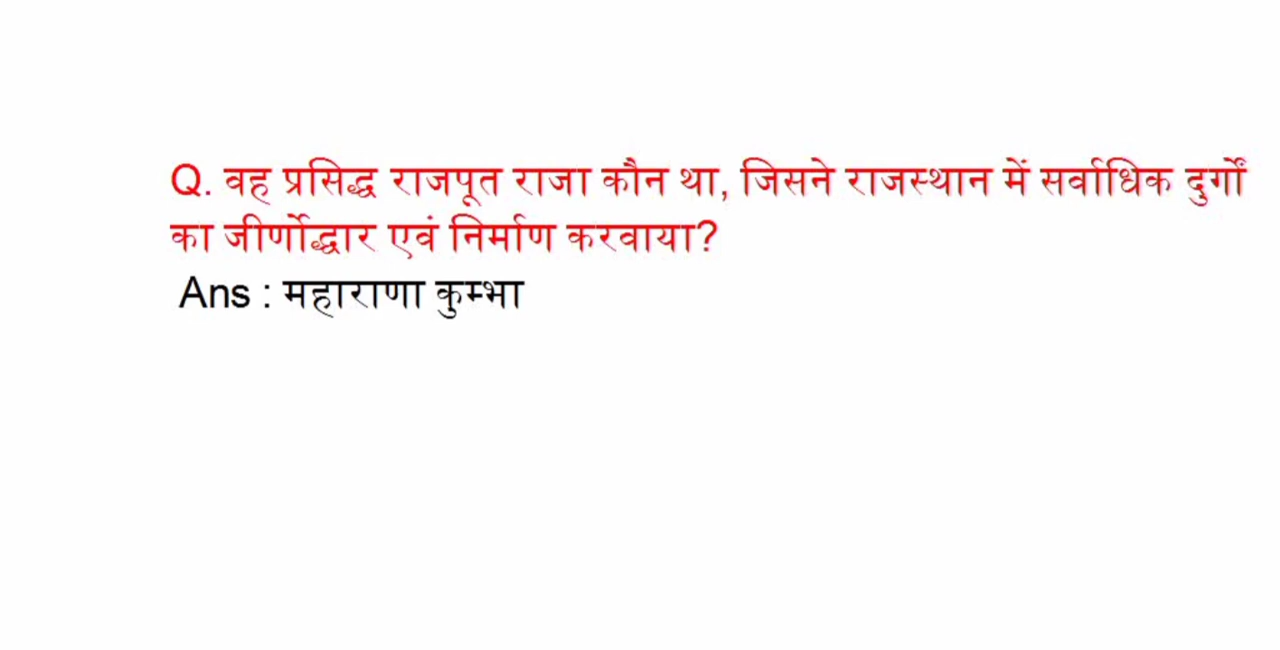 Q. वह प्रसिद्ध राजपूत राजा कौन था, जिसने राजस्थान में सर्वाधिक दुर्गों
का जीर्णोद्धार एवं निर्माण करवाया?
Ans : महाराणा कुम्भा